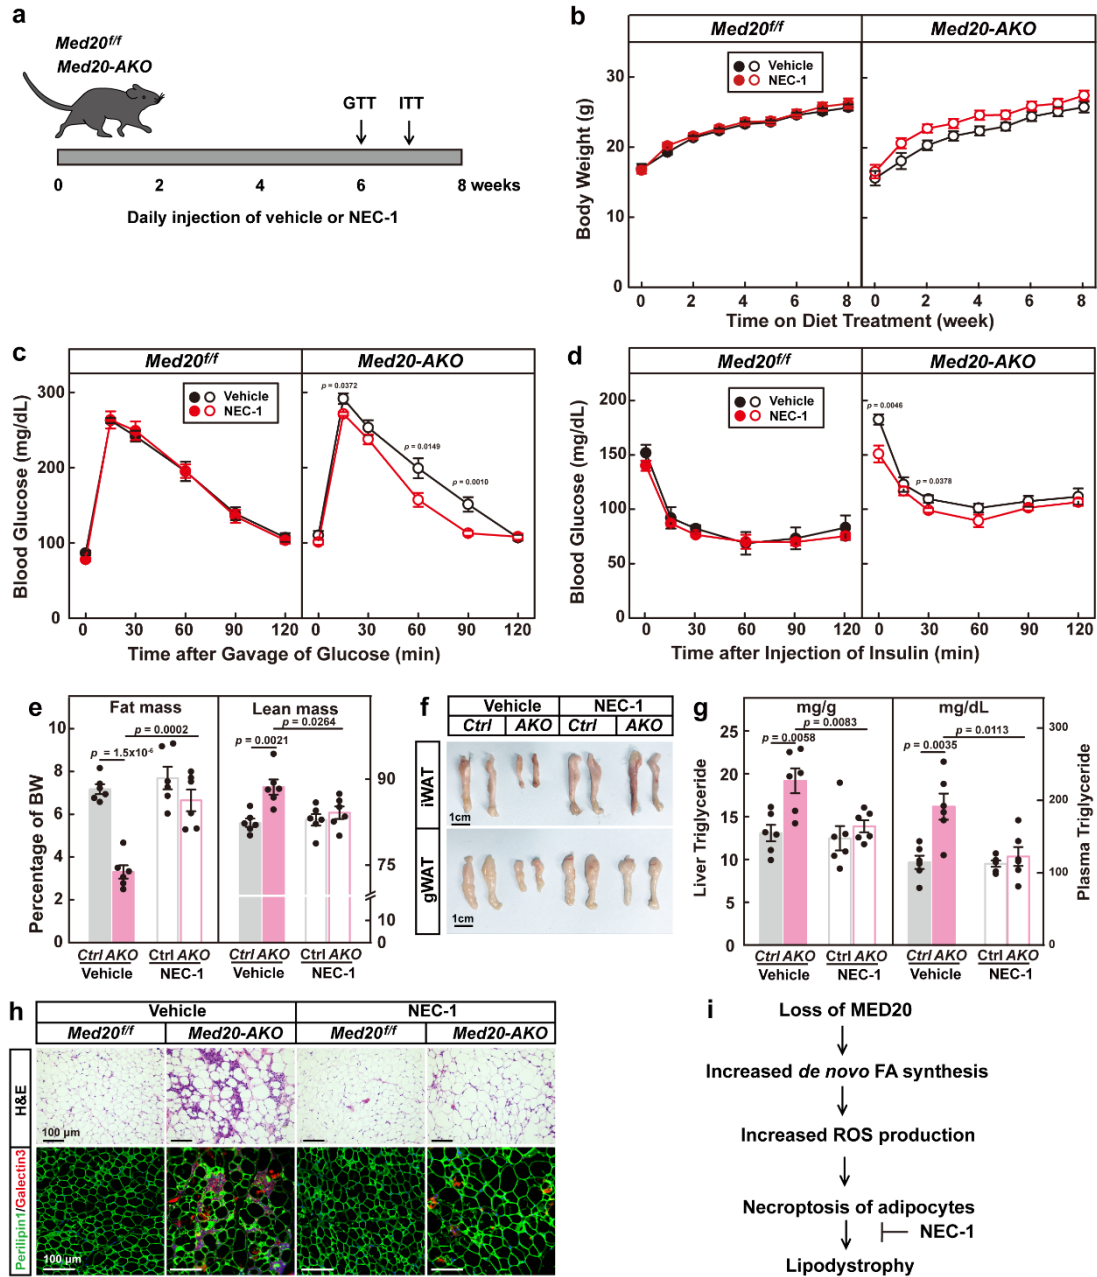 a
Med20f/f
Med20-AKO
GTT ITT
0 2 4 6 8 weeks
Daily injection of vehicle or NEC-1
b
Med20f/f Med20-AKO
Vehicle
NEC-1
Body Weight (g)
30
20
10
0
0 2 4 6 8 0 2 4 6 8
Time on Diet Treatment (week)
c
Med20f/f Med20-AKO
Vehicle
NEC-1
Blood Glucose (mg/dL)
300
200
100
0
p = 0.0372
p = 0.0149
p = 0.0010
0 30 60 90 120 0 30 60 90 120
Time after Gavage of Glucose (min)
d
Med20f/f Med20-AKO
Vehicle
NEC-1
Blood Glucose (mg/dL)
200
150
100
50
0
p = 0.0046
p = 0.0378
0 30 60 90 120 0 30 60 90 120
Time after Injection of Insulin (min)
e
Fat mass Lean mass
Percentage of BW
10
8
6
4
2
0
p = 0.0002
p = 1.5x10-6
p = 0.0264
p = 0.0021
90
75
10
0
Ctrl AKO Ctrl AKO Ctrl AKO Ctrl AKO
Vehicle NEC-1 Vehicle NEC-1
f
Vehicle NEC-1
Ctrl AKO Ctrl AKO
iWAT
1cm
gWAT
1cm
g
mg/g mg/dL
Liver Triglyceride
25
20
15
10
5
0
p = 0.0083
p = 0.0058
p = 0.0113
p = 0.0035
300
200
100
0
Plasma Triglyceride
Ctrl AKO Ctrl AKO Ctrl AKO Ctrl AKO
Vehicle NEC-1 Vehicle NEC-1
h
Vehicle NEC-1
Med20f/f Med20-AKO Med20f/f Med20-AKO
H&E
100 μm
Perilipin1/Galectin3
100 μm
i
Loss of MED20
Increased de novo FA synthesis
Increased ROS production
Necroptosis of adipocytes
NEC-1
Lipodystrophy